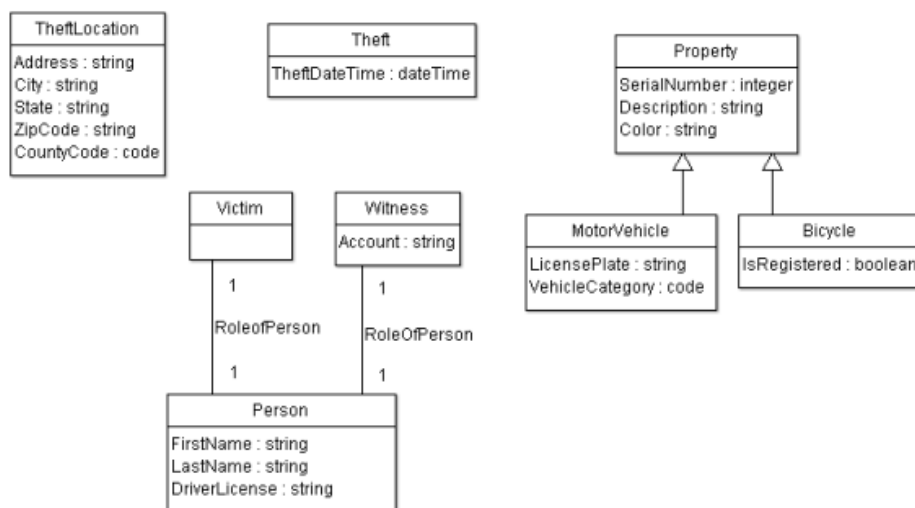 TheftLocation
Address : string
City : string
State : string
ZipCode : string
CountyCode : code
Theft
TheftDateTime : dateTime
Property
SerialNumber : integer
Description : string
Color : string
Victim
Witness
Account : string
MotorVehicle
LicensePlate : string
VehicleCategory : code
Bicycle
IsRegistered : boolean
1
1
RoleofPerson
RoleOfPerson
1
1
Person
FirstName : string
LastName : string
DriverLicense : string